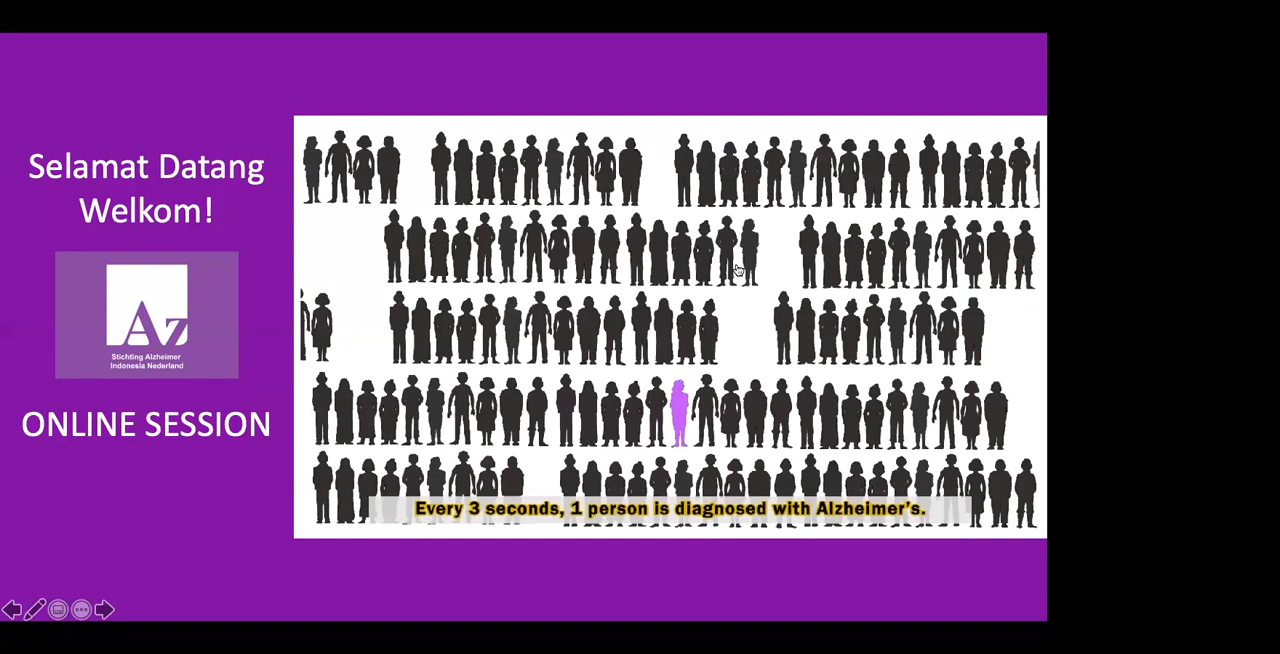 Selamat Datang
Welkom!
Az
Stichting Alzheimer
Indonesia Nederland
ONLINE SESSION
Every 3 seconds, 1 person is diagnosed with Alzheimer's.